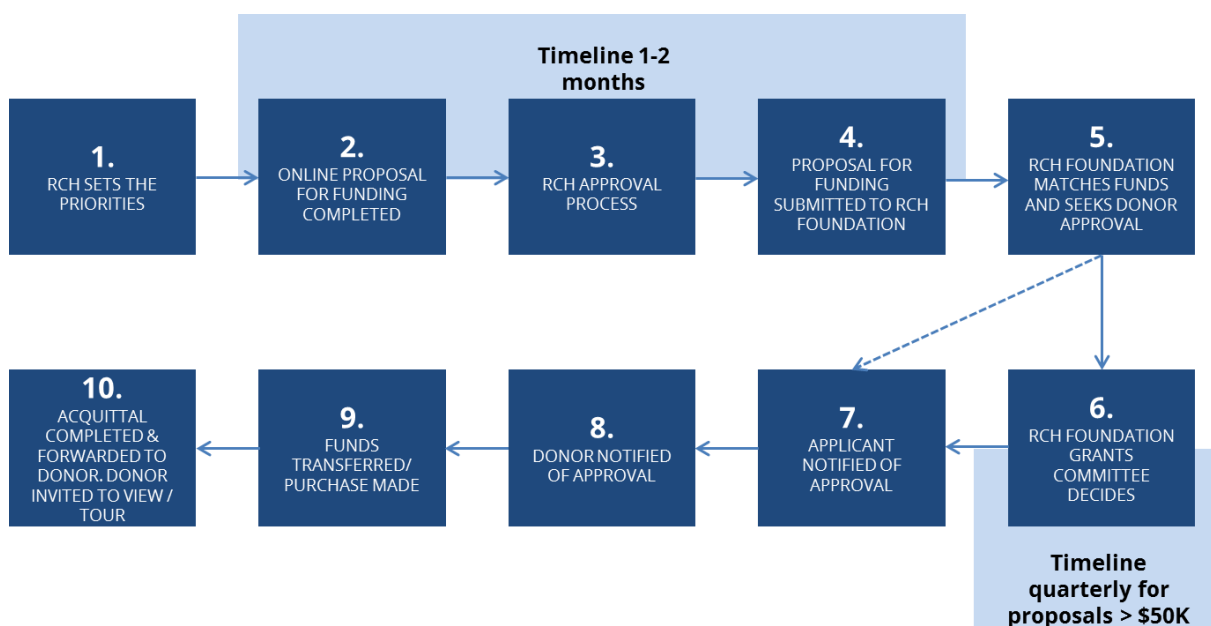 Timeline 1-2
months
1.
RCH SETS THE
PRIORITIES
2.
ONLINE PROPOSAL
FOR FUNDING
COMPLETED
3.
RCH APPROVAL
PROCESS
4.
PROPOSAL FOR
FUNDING
SUBMITTED TO RCH
FOUNDATION
5.
RCH FOUNDATION
MATCHES FUNDS
AND SEEKS DONOR
APPROVAL
6.
RCH FOUNDATION
GRANTS
COMMITTEE
DECIDES
Timeline
quarterly for
proposals > $50K
7.
APPLICANT
NOTIFIED OF
APPROVAL
8.
DONOR NOTIFIED
OF APPROVAL
9.
FUNDS
TRANSFERRED/
PURCHASE MADE
10.
ACQUITTAL
COMPLETED &
FORWARDED TO
DONOR. DONOR
INVITED TO VIEW /
TOUR